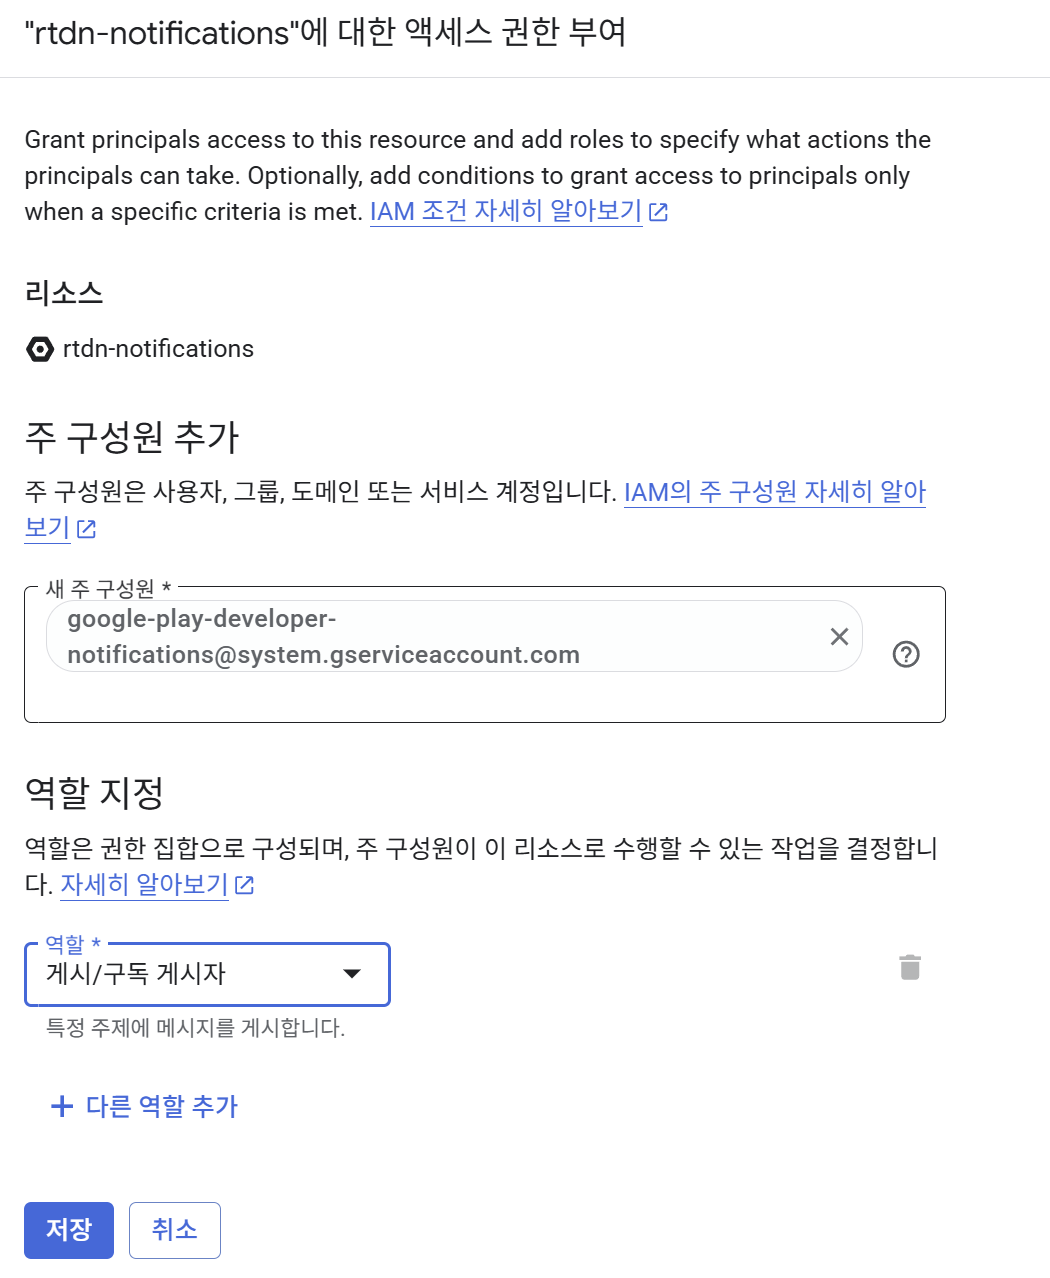 "rtdn-notifications"에 대한 액세스 권한 부여
Grant principals access to this resource and add roles to specify what actions the
principals can take. Optionally, add conditions to grant access to principals only
when a specific criteria is met. IAM 조건 자세히 알아보기
리소스
rtdn-notifications
주 구성원 추가
주 구성원은 사용자, 그룹, 도메인 또는 서비스 계정입니다. IAM의 주 구성원 자세히 알아
보기
새 주 구성원 *
google-play-developer-
notifications@system.gserviceaccount.com
역할 지정
역할은 권한 집합으로 구성되며, 주 구성원이 이 리소스로 수행할 수 있는 작업을 결정합니
다. 자세히 알아보기
역할 *
게시/구독 게시자
특정 주제에 메시지를 게시합니다.
+ 다른 역할 추가
저장 취소